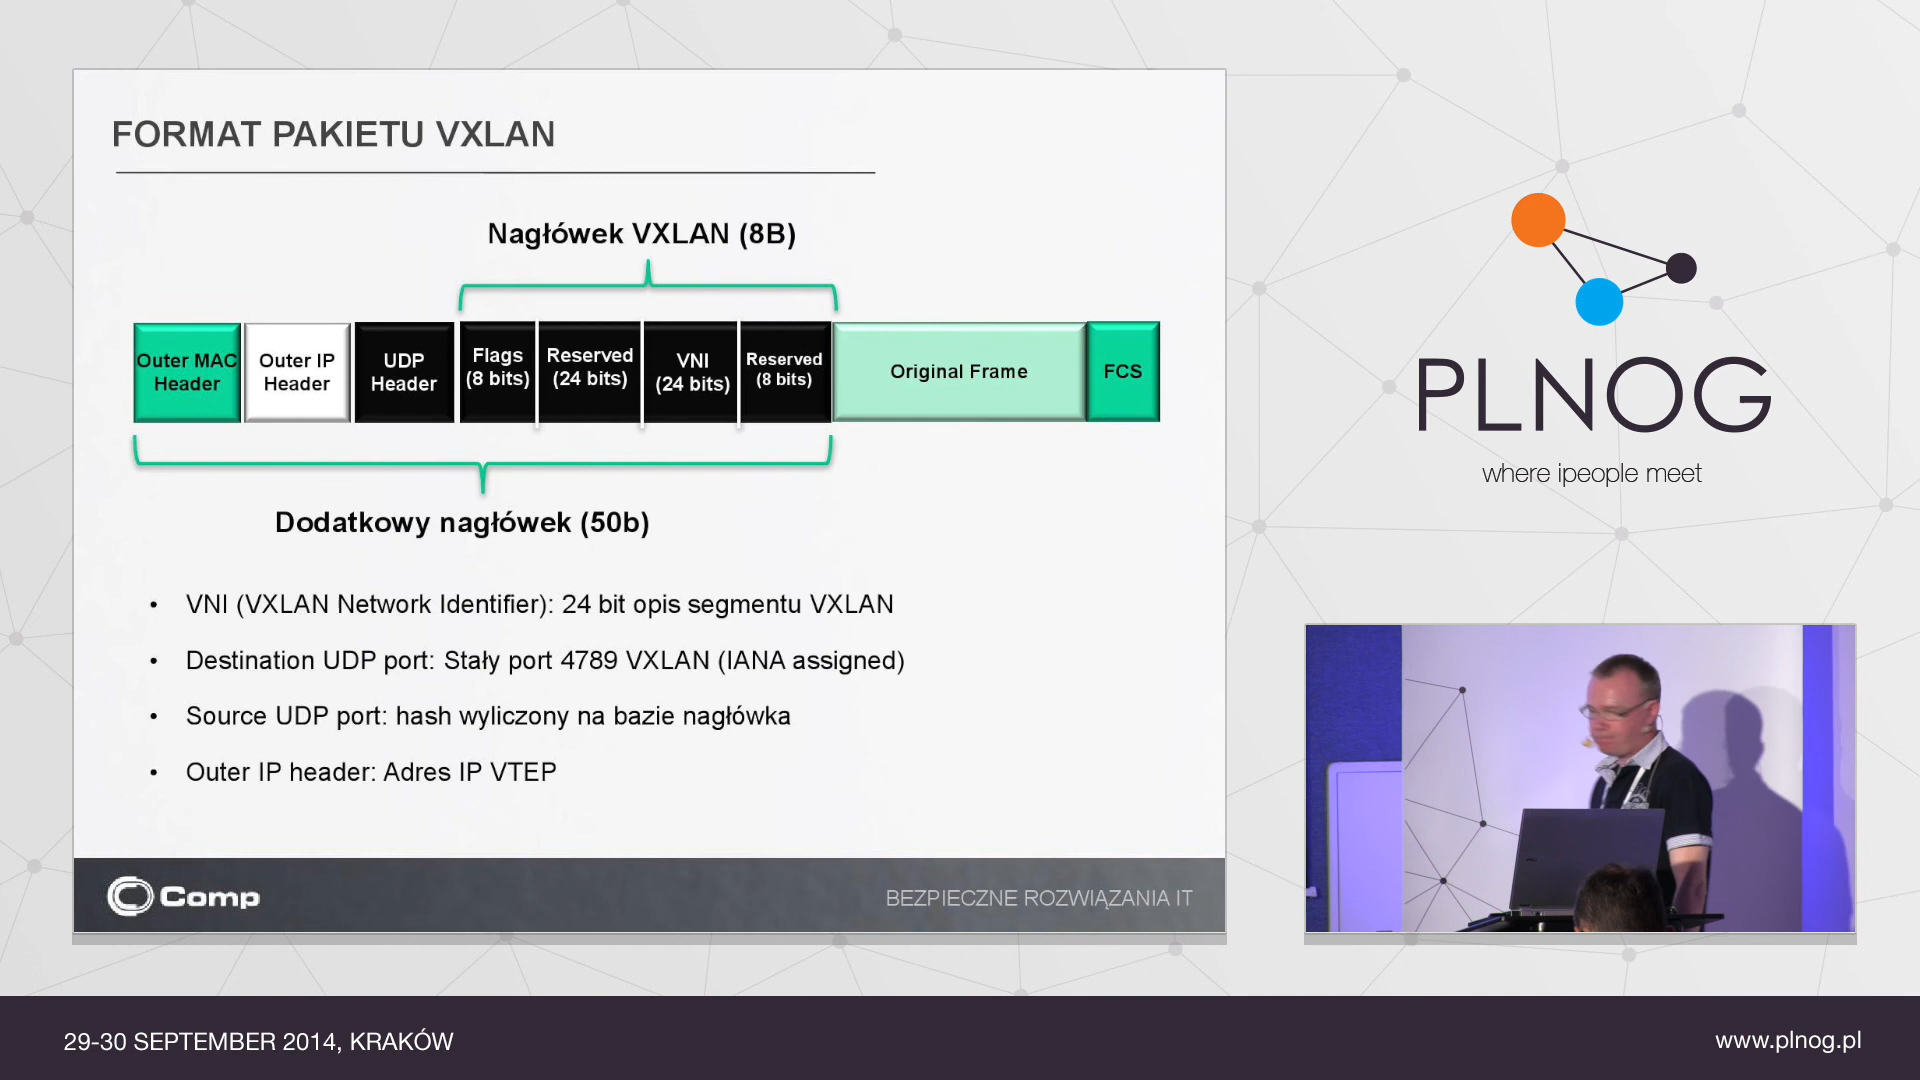 FORMAT PAKIETU VXLAN
Nagłówek VXLAN (8B)
Outer MAC
Header
Outer IP
Header
UDP
Header
Flags
(8 bits)
Reserved
(24 bits)
VNI
(24 bits)
Reserved
(8 bits)
Original Frame
FCS
Dodatkowy nagłówek (50b)
• VNI (VXLAN Network Identifier): 24 bit opis segmentu VXLAN
• Destination UDP port: Stały port 4789 VXLAN (IANA assigned)
• Source UDP port: hash wyliczony na bazie nagłówka
• Outer IP header: Adres IP VTEP
Comp
BEZPIECZNE ROZWIĄZANIA IT
PLNOG
where ipeople meet
29-30 SEPTEMBER 2014, KRAKÓW
www.plnog.pl